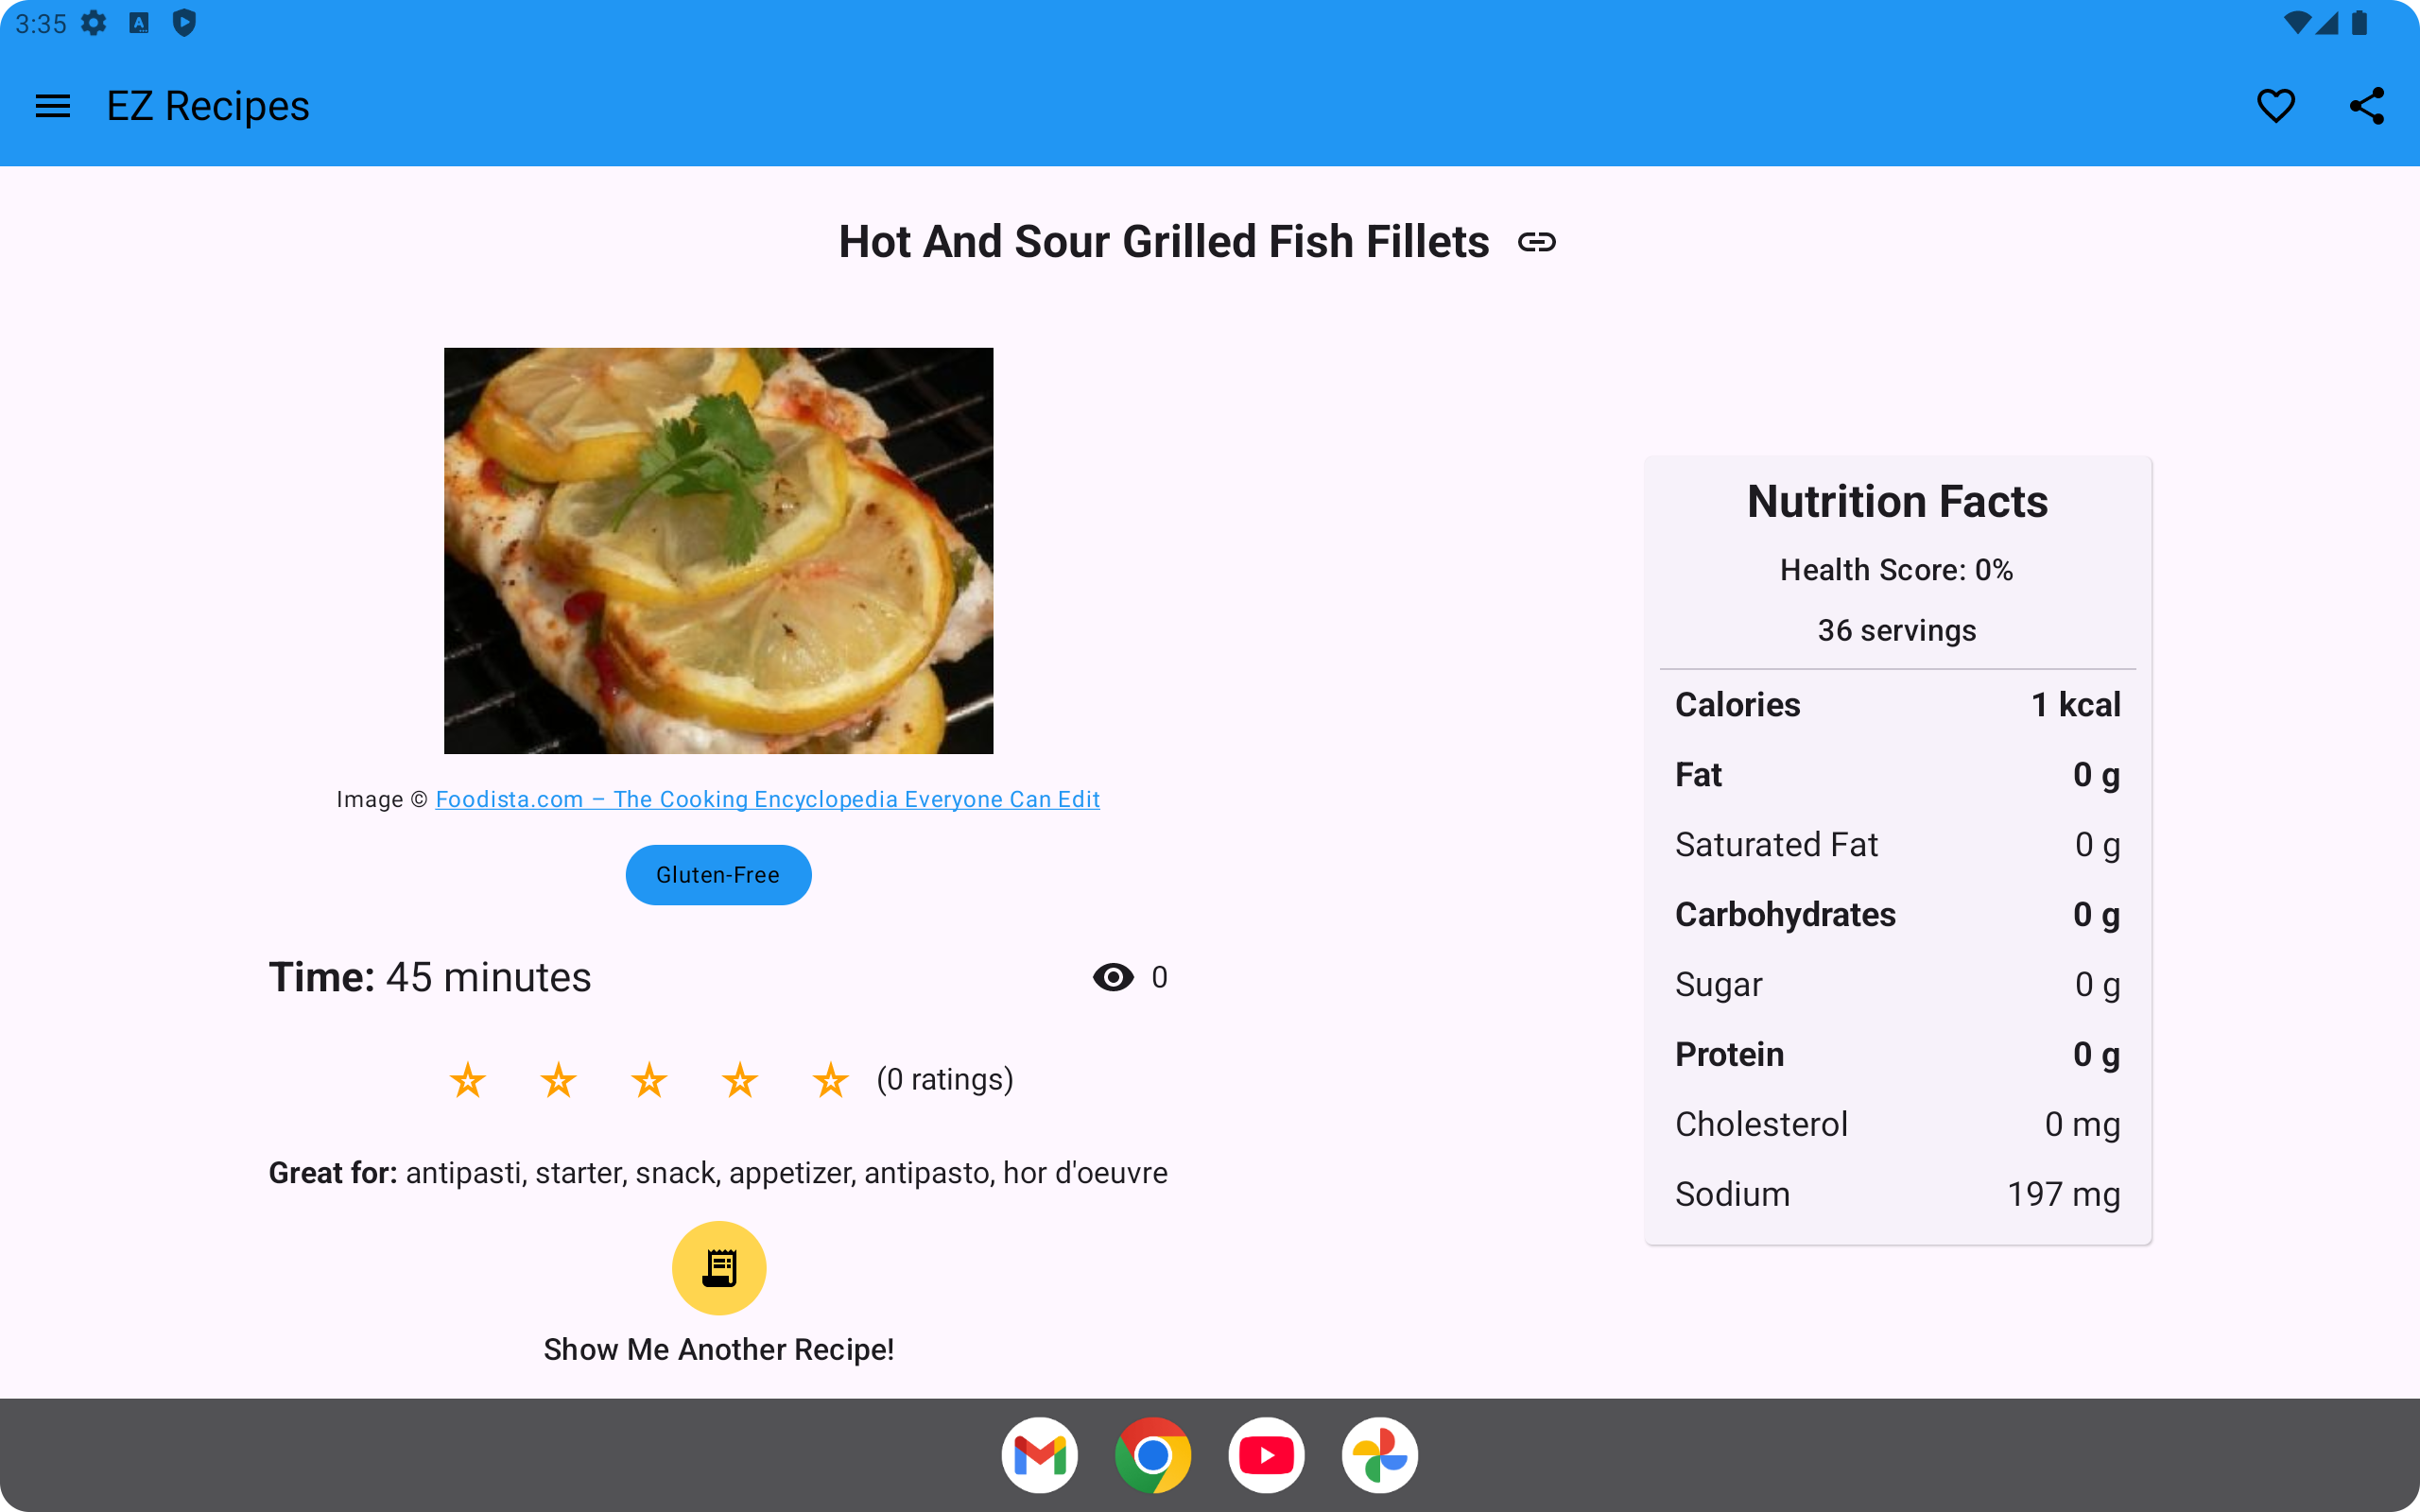 3:35
EZ Recipes
Hot And Sour Grilled Fish Fillets
Image © Foodista.com – The Cooking Encyclopedia Everyone Can Edit
Gluten-Free
Time: 45 minutes
0
(0 ratings)
Great for: antipasti, starter, snack, appetizer, antipasto, hor d'oeuvre
Show Me Another Recipe!
Nutrition Facts
Health Score: 0%
36 servings
Calories 1 kcal
Fat 0 g
Saturated Fat 0 g
Carbohydrates 0 g
Sugar 0 g
Protein 0 g
Cholesterol 0 mg
Sodium 197 mg